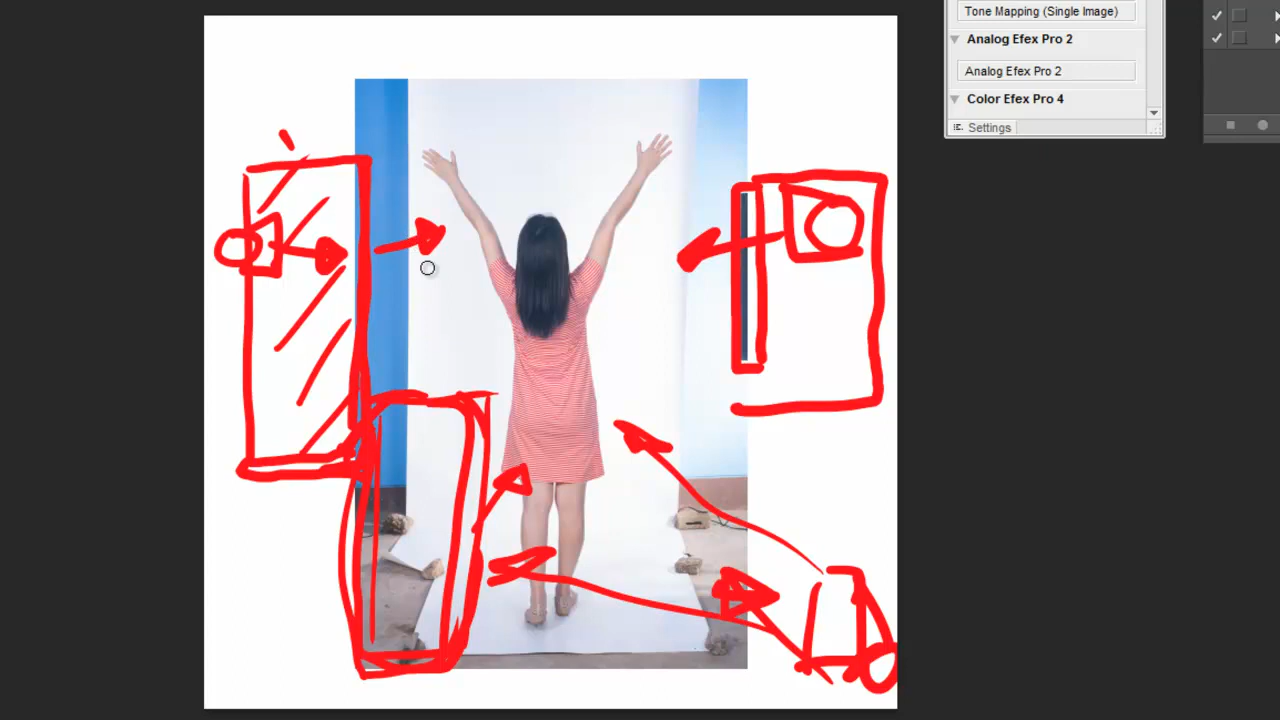 Tone Mapping (Single Image)
Analog Efex Pro 2
Analog Efex Pro 2
Color Efex Pro 4
Settings